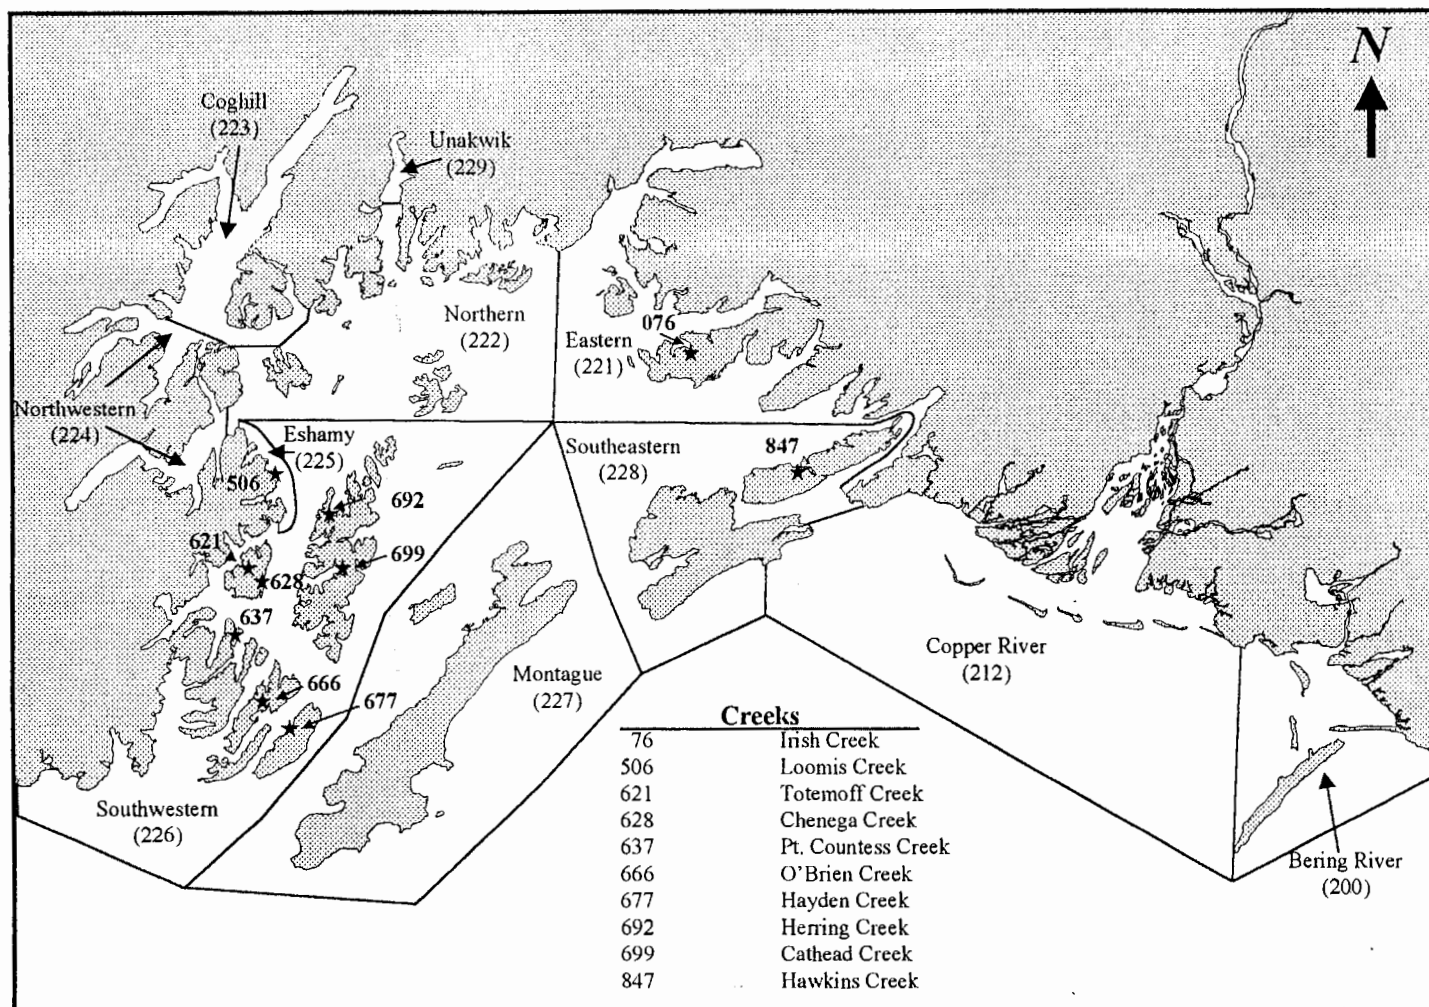 N
Coghill
(223)
Unakwik
(229)
Northern
(222)
076
Eastern
(221)
Northwestern
(224)
Eshamy
(225)
506
Southeastern
(228)
847
692
621
699
628
637
666
677
Montague
(227)
Copper River
(212)
Southwestern
(226)
Bering River
(200)
Creeks
76 Irish Creek
506 Loomis Creek
621 Totemoff Creek
628 Chenega Creek
637 Pt. Countess Creek
666 O'Brien Creek
677 Hayden Creek
692 Herring Creek
699 Cathead Creek
847 Hawkins Creek